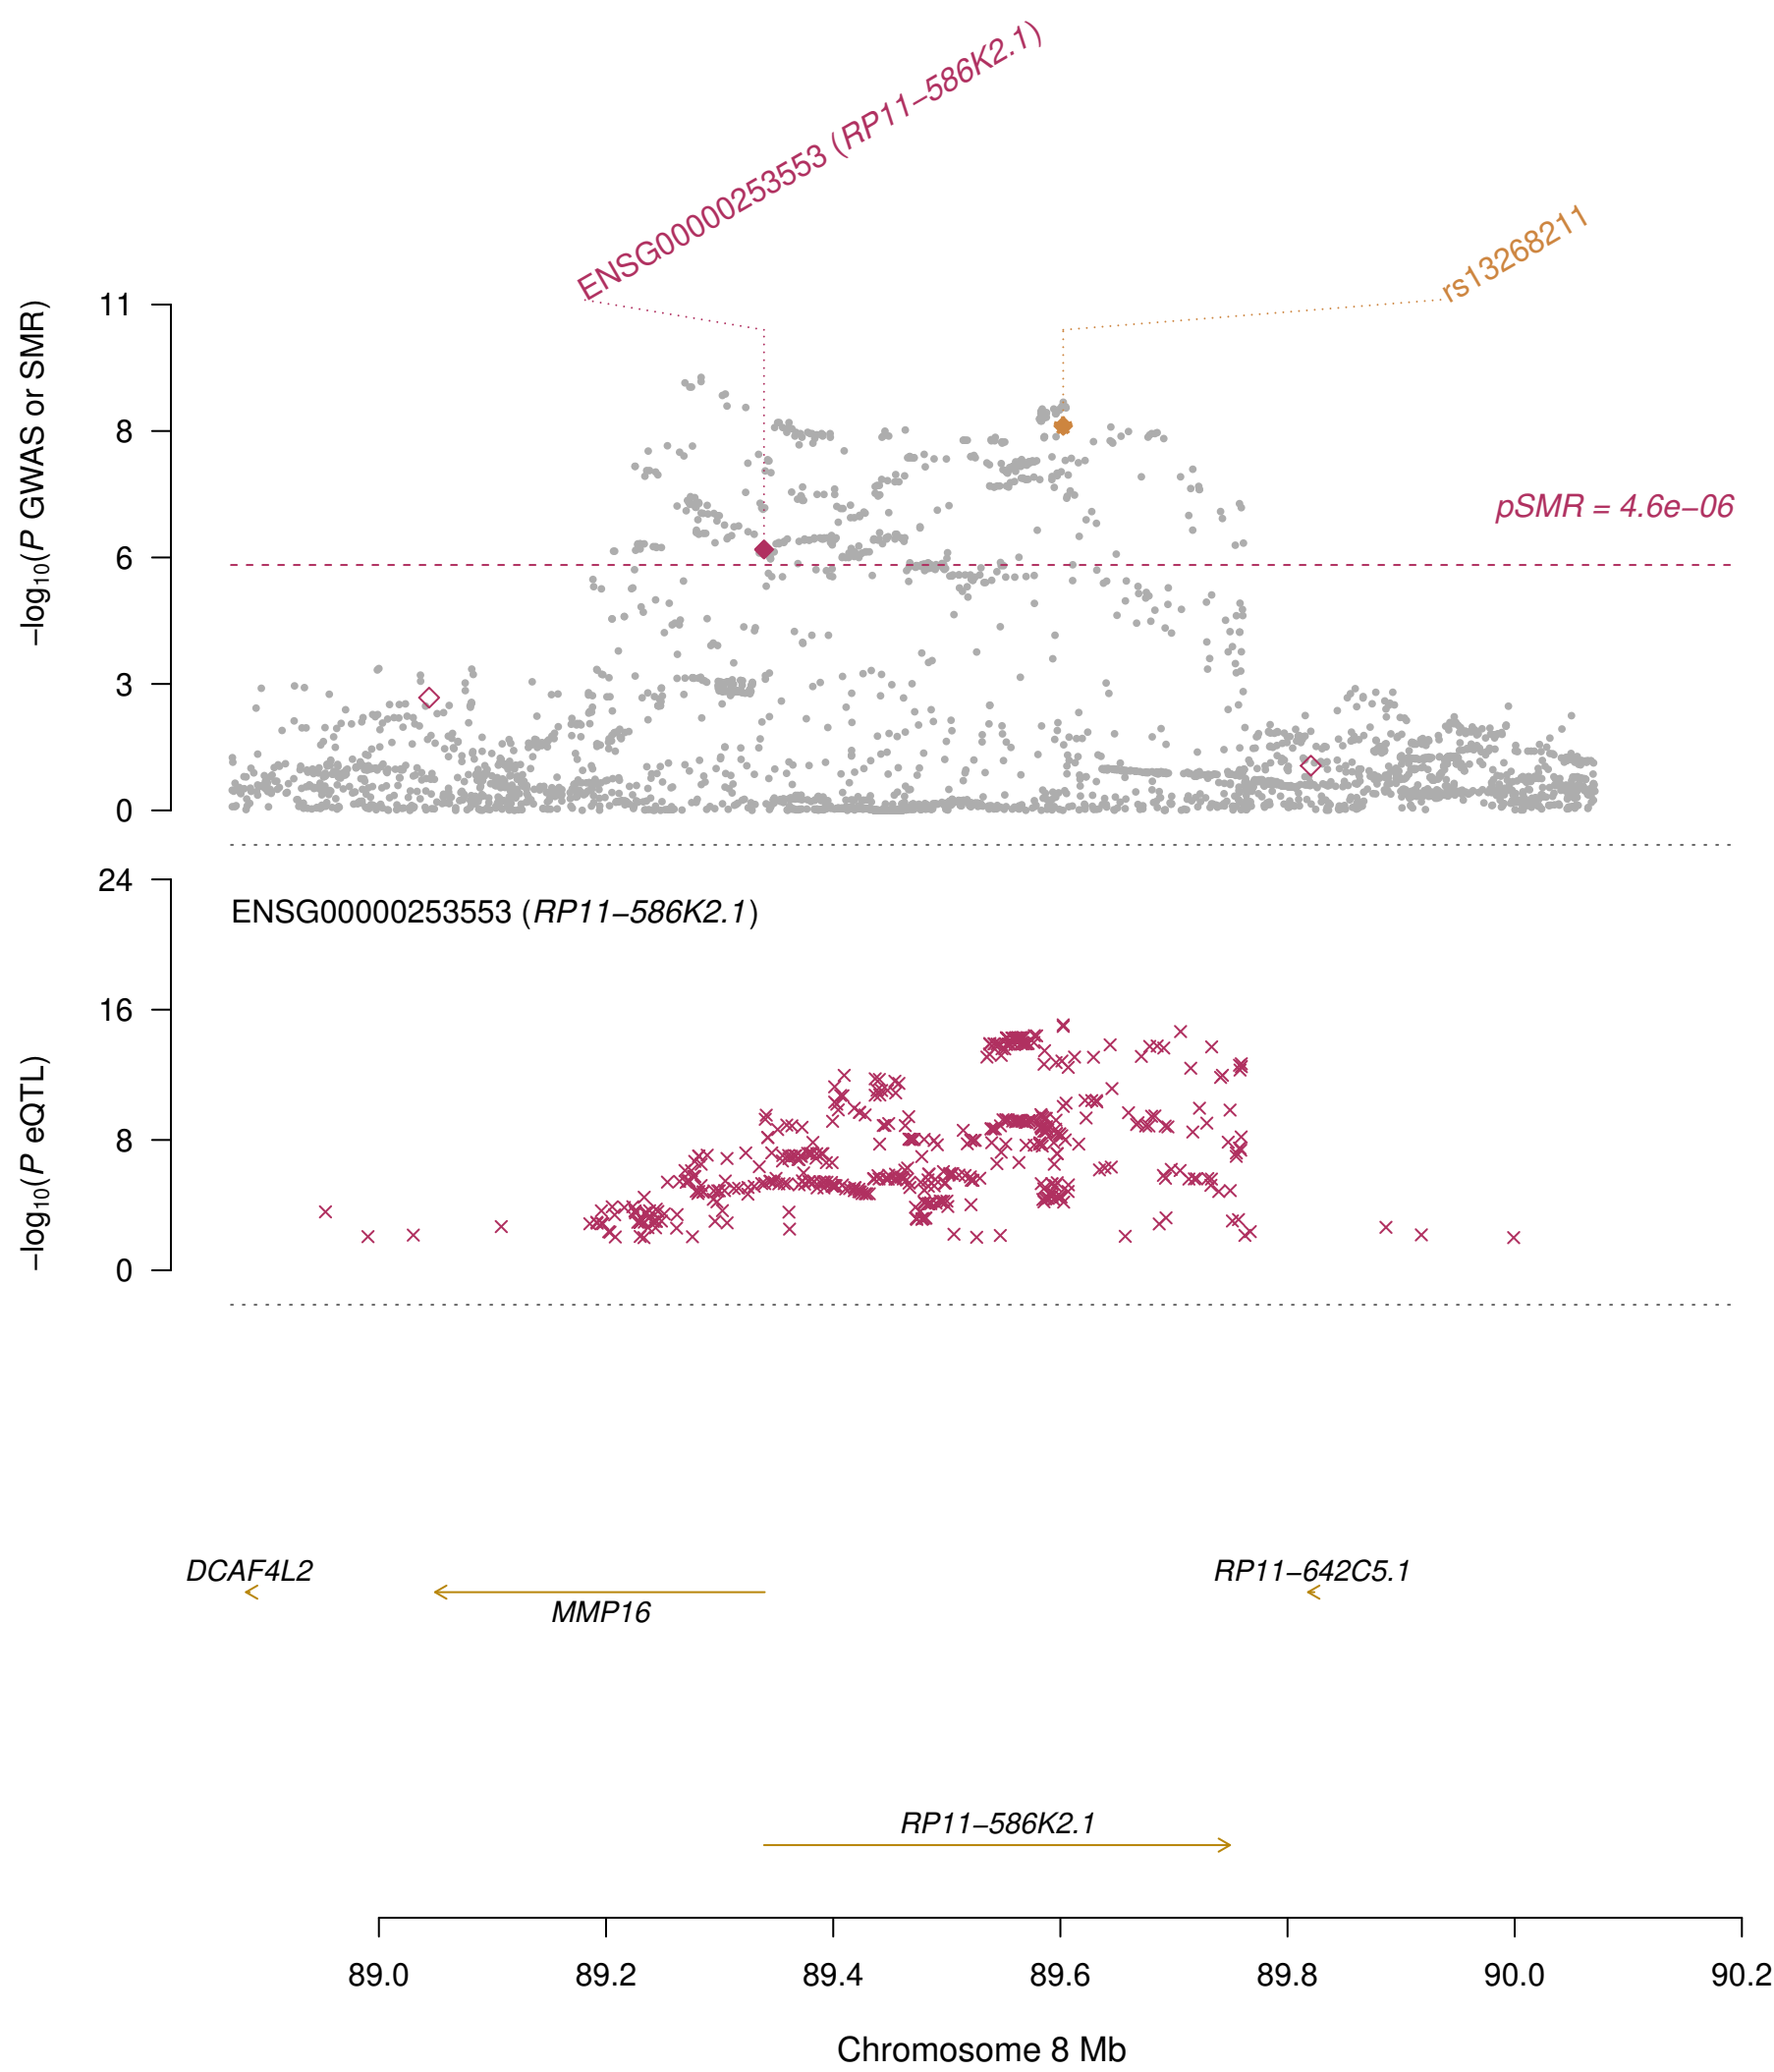 ENSG00000253553 (RP11−586K2.1)
rs13268211
−log10(P GWAS or SMR)
11
8
6
3
0
pSMR = 4.6e−06
−log10(P eQTL)
24
16
8
0
ENSG00000253553 (RP11−586K2.1)
DCAF4L2
RP11−642C5.1
MMP16
RP11−586K2.1
89.0 89.2 89.4 89.6 89.8 90.0 90.2
Chromosome 8 Mb